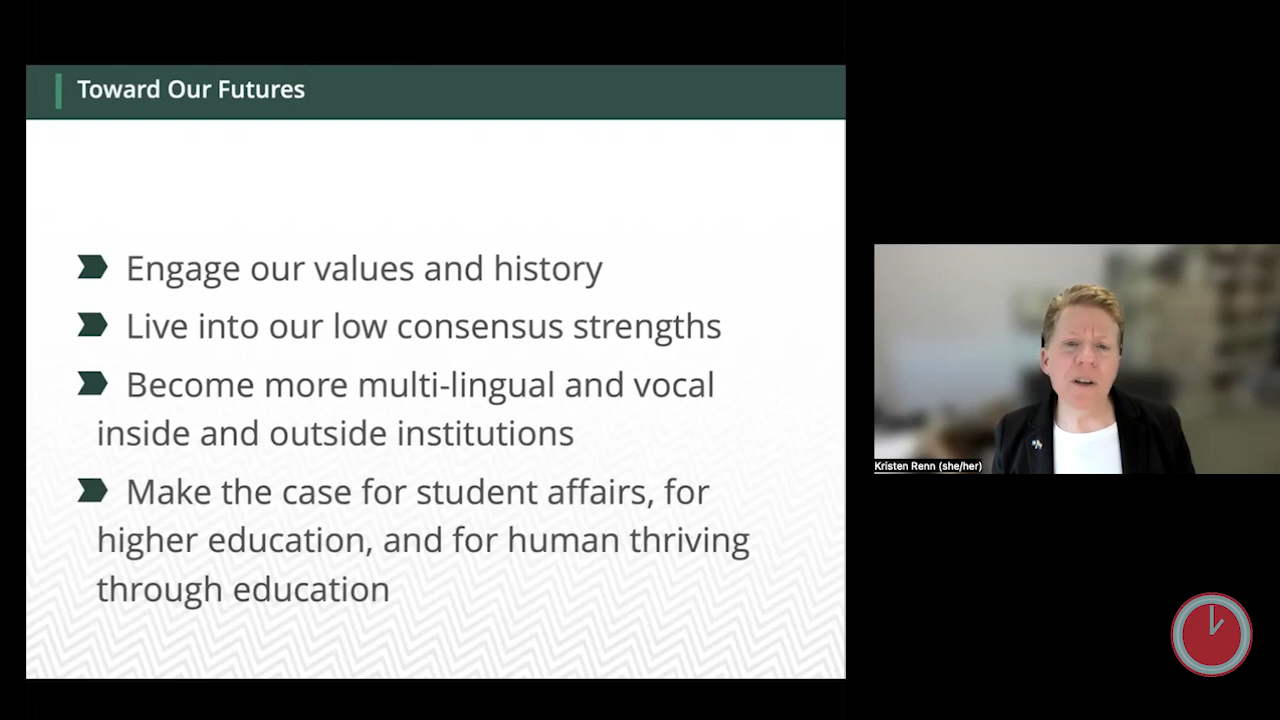 Toward Our Futures
Engage our values and history
Live into our low consensus strengths
Become more multi-lingual and vocal
inside and outside institutions
Make the case for student affairs, for
higher education, and for human thriving
through education
Kristen Renn (she/her)